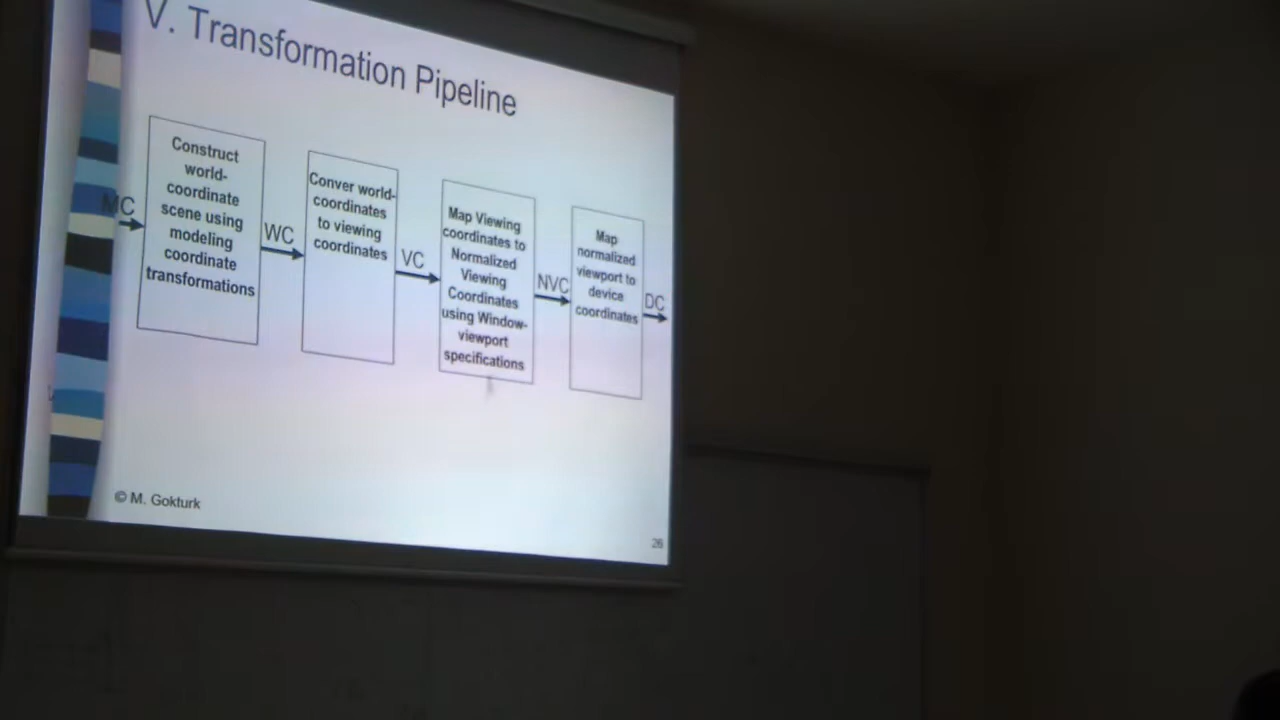 V. Transformation Pipeline
MC
Construct
world-
coordinate
scene using
modeling
coordinate
transformations
WC
Conver world-
coordinates
to viewing
coordinates
VC
Map Viewing
coordinates to
Normalized
Viewing
Coordinates
using Window-
viewport
specifications
NVC
Map
normalized
viewport to
device
coordinates
DC
© M. Gokturk
26